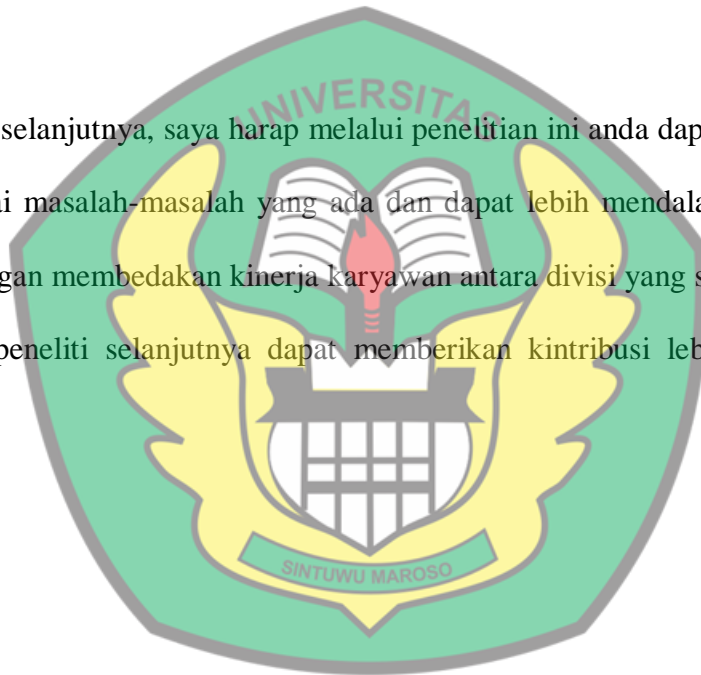 UNIVERSITAS
selanjutnya, saya harap melalui penelitian ini anda dap
masalah-masalah yang ada dan dapat lebih mendala
membedakan kinerja karyawan antara divisi yang s
peneliti selanjutnya dapat memberikan kintribusi leb
SINTUWU MAROSO